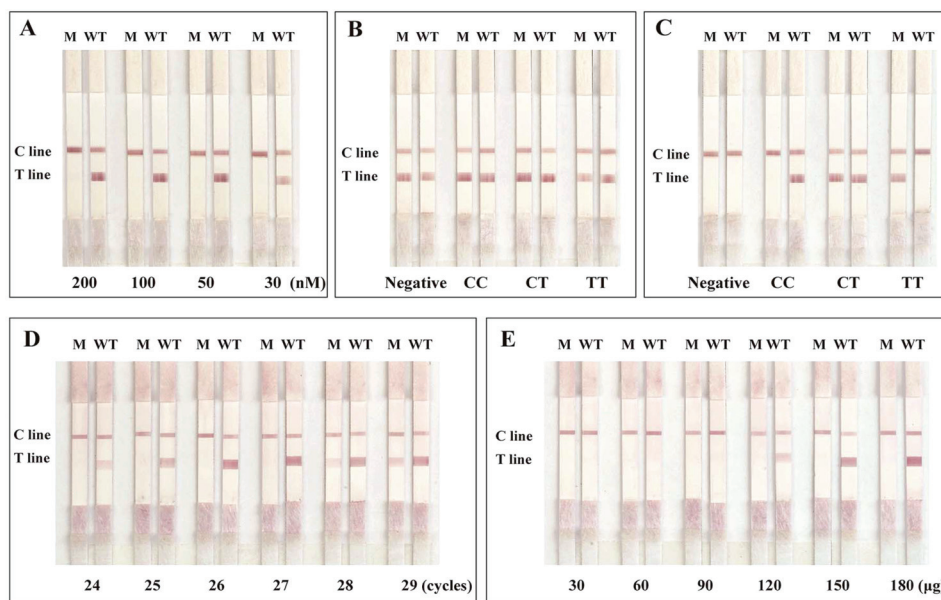 A
M WT M WT M WT M WT
C line
T line
200 100 50 30 (nM)
B
M WT M WT M WT M WT
Negative CC CT TT
C
M WT M WT M WT M WT
C line
T line
Negative CC CT TT
D
M WT M WT M WT M WT M WT M WT
C line
T line
24 25 26 27 28 29 (cycles)
E
M WT M WT M WT M WT M WT M WT
C line
T line
30 60 90 120 150 180 (μg